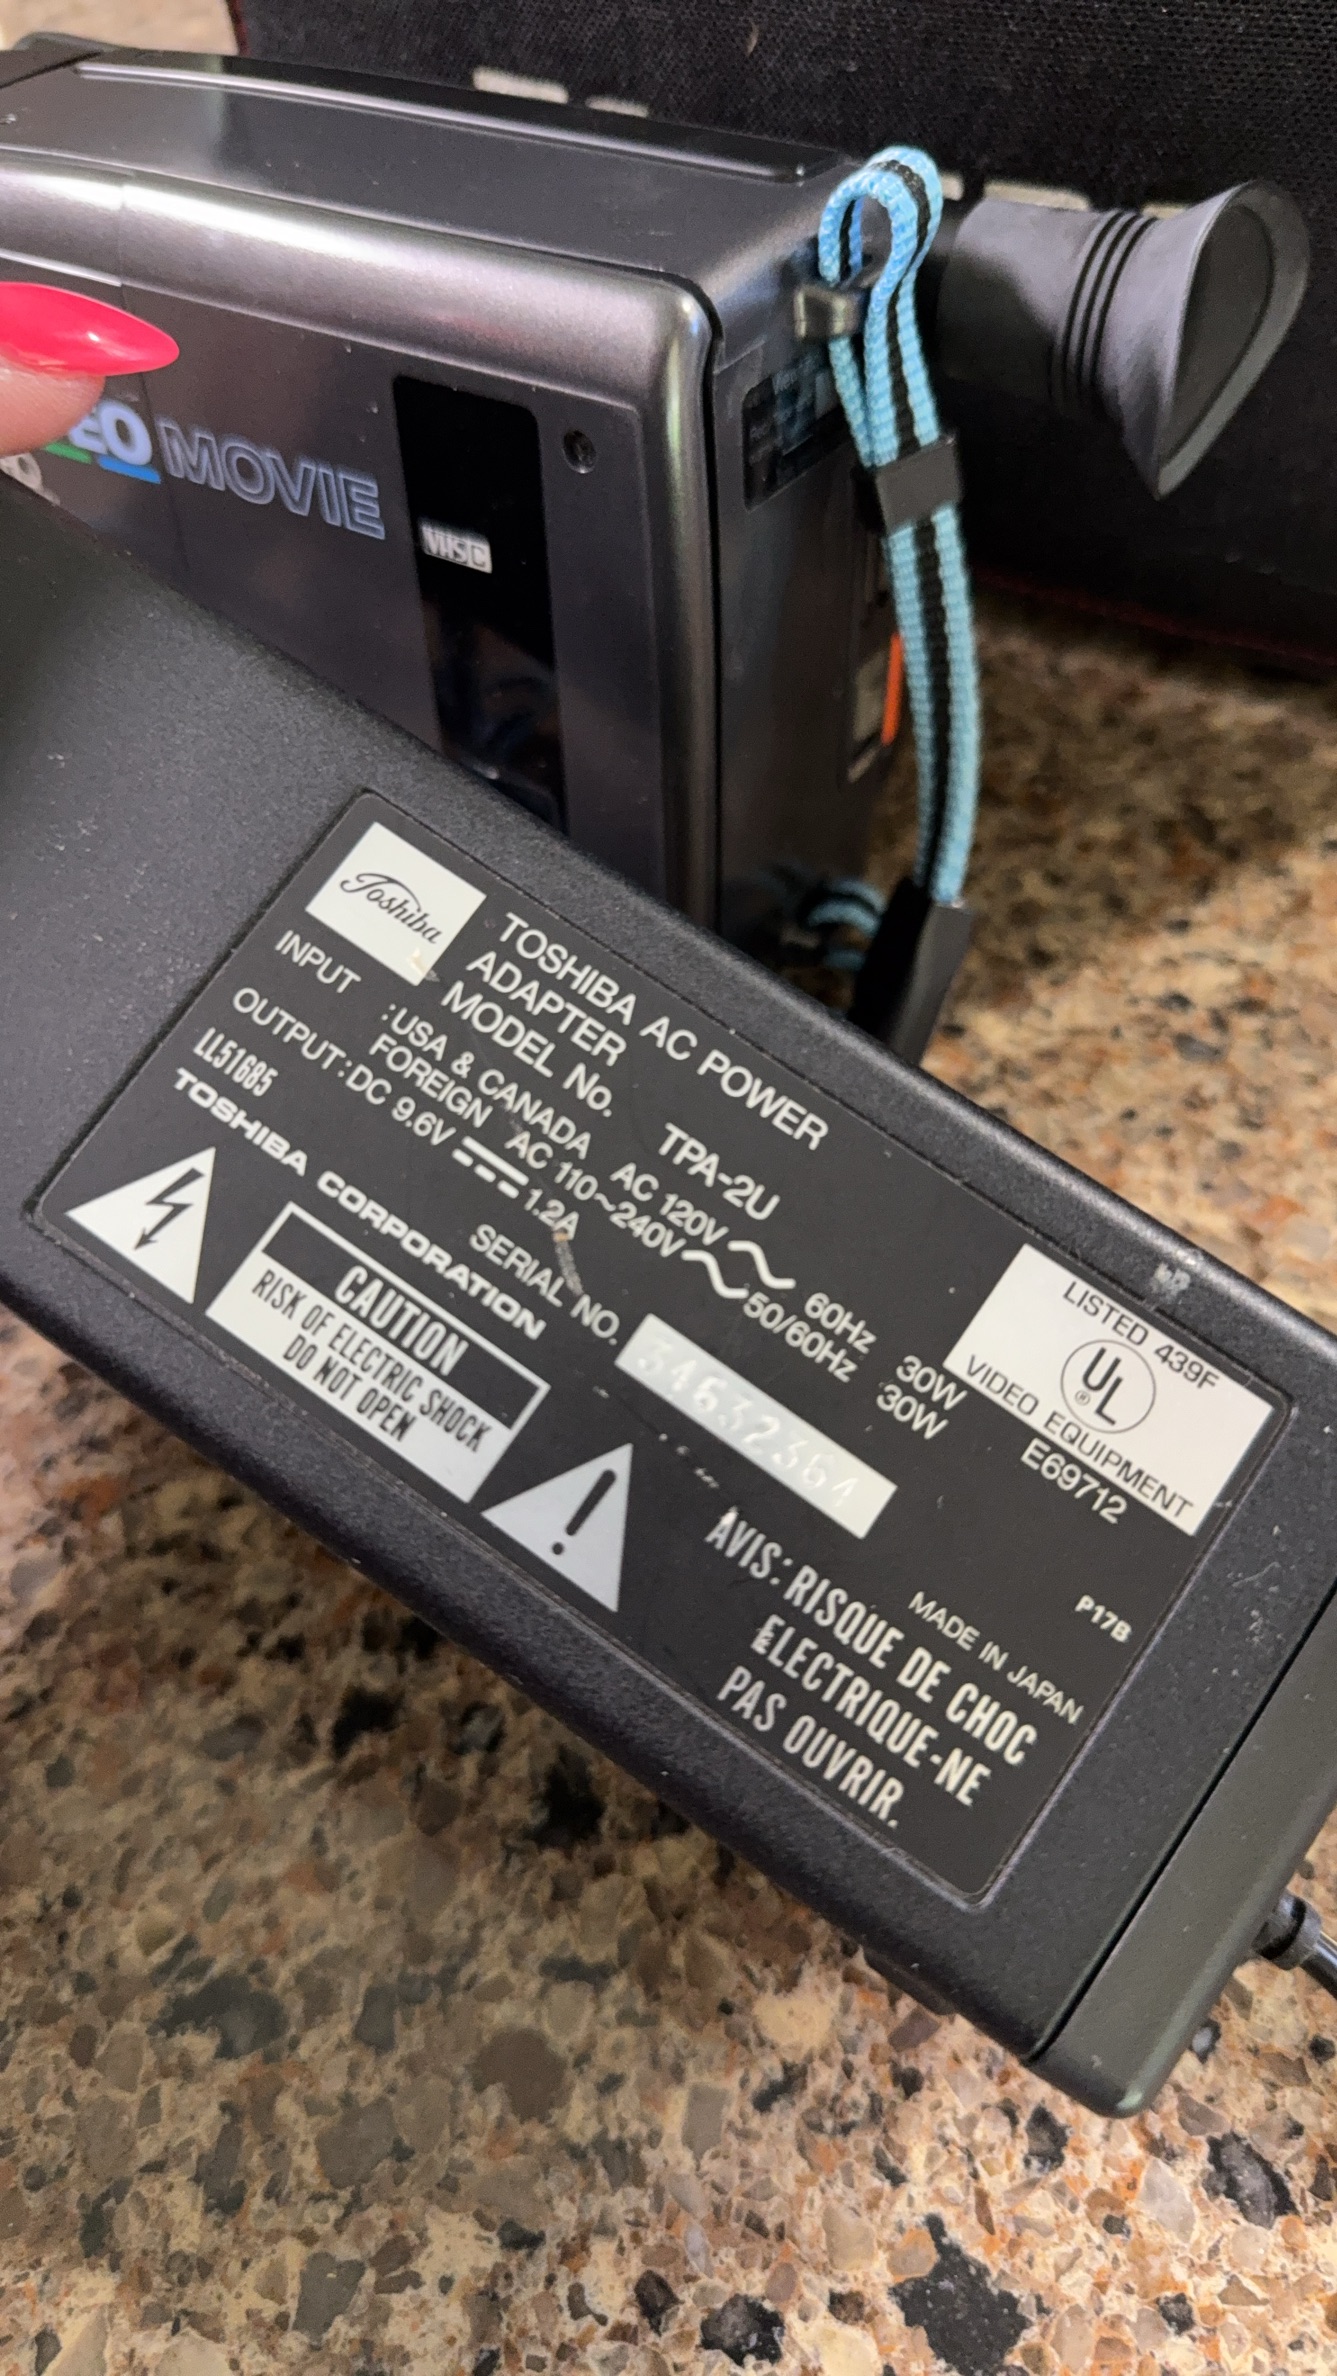 EO MOVIE
VHS C
Toshiba
TOSHIBA AC POWER
ADAPTER
MODEL No. TPA-2U
INPUT :USA & CANADA AC 120V 60Hz 30W
FOREIGN AC 110~240V 50/60Hz 30W
OUTPUT:DC 9.6V 1.2A
LL51685
SERIAL NO.
TOSHIBA CORPORATION
CAUTION
RISK OF ELECTRIC SHOCK
DO NOT OPEN
LISTED 439F
UL
®
VIDEO EQUIPMENT
E69712
P17B
MADE IN JAPAN
AVIS: RISQUE DE CHOC
ELECTRIQUE-NE
PAS OUVRIR.